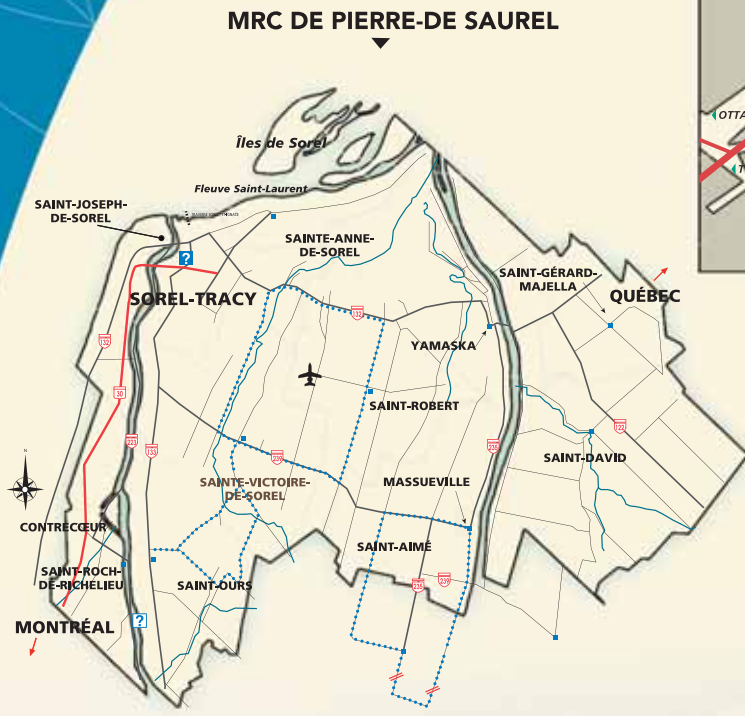 MRC DE PIERRE-DE SAUREL
OTTA
Îles de Sorel
Fleuve Saint-Laurent
SAINT-JOSEPH-
DE-SOREL
SAINTE-ANNE-
DE-SOREL
?
SOREL-TRACY
SAINT-GÉRARD-
MAJELLA
QUÉBEC
132
YAMASKA
132
30
SAINT-ROBERT
223
133
239
235
122
SAINTE-VICTOIRE-
DE-SOREL
MASSUEVILLE
SAINT-DAVID
N
CONTRECŒUR
SAINT-AIMÉ
SAINT-ROCH-
DE-RICHELIEU
SAINT-OURS
235
239
?
MONTRÉAL